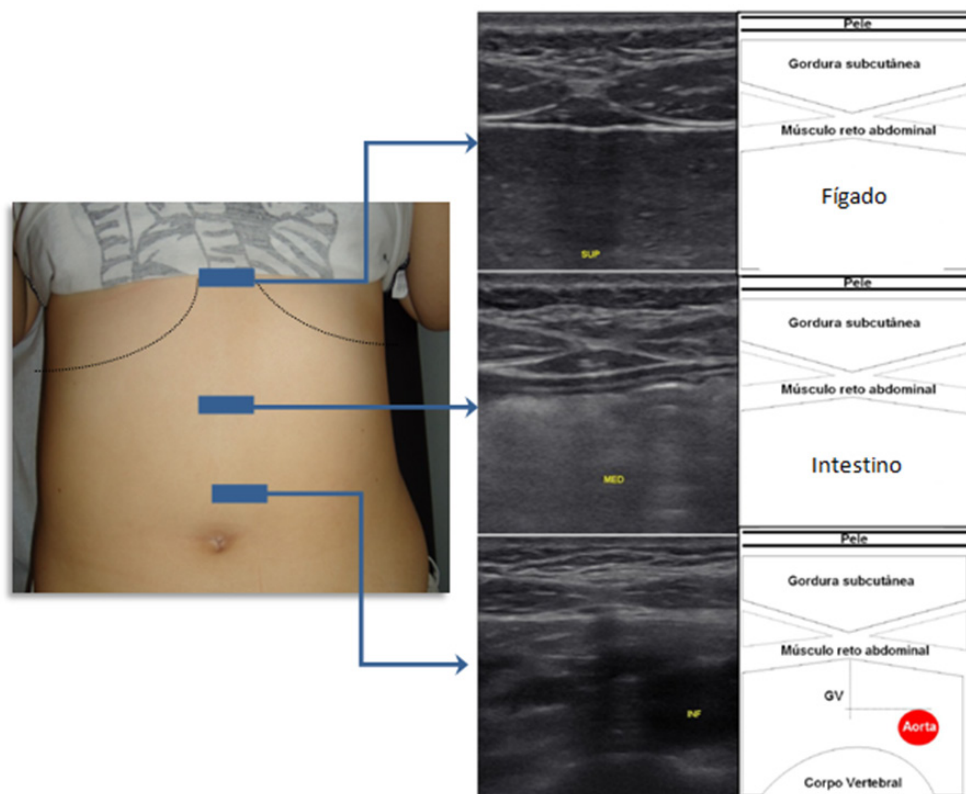 Pele
Gordura subcutânea
Músculo reto abdominal
Fígado
SUP
Pele
Gordura subcutânea
Músculo reto abdominal
Intestino
MED
Pele
Gordura subcutânea
Músculo reto abdominal
GV
Aorta
INF
Corpo Vertebral